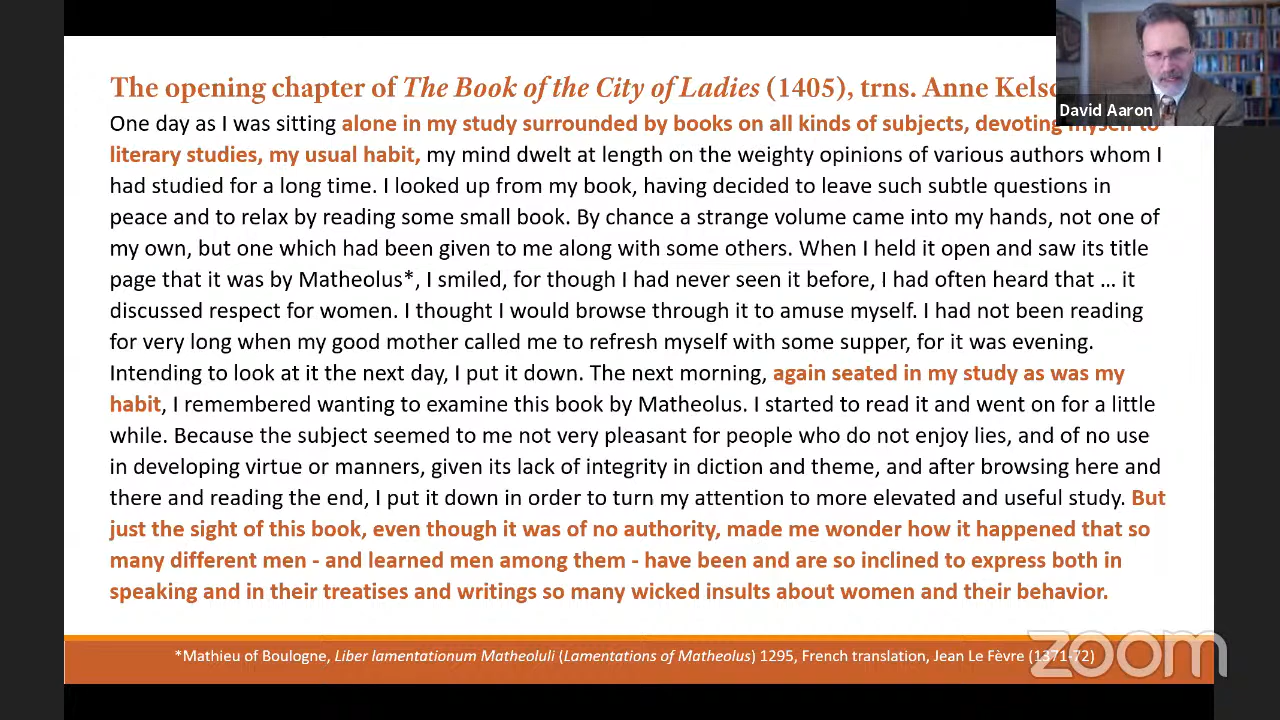 The opening chapter of The Book of the City of Ladies (1405), trns. Anne
One day as I was sitting alone in my study surrounded by books on all kinds of subjects, devoting myself to
literary studies, my usual habit, my mind dwelt at length on the weighty opinions of various authors whom I
had studied for a long time. I looked up from my book, having decided to leave such subtle questions in
peace and to relax by reading some small book. By chance a strange volume came into my hands, not one of
my own, but one which had been given to me along with some others. When I held it open and saw its title
page that it was by Matheolus*, I smiled, for though I had never seen it before, I had often heard that … it
discussed respect for women. I thought I would browse through it to amuse myself. I had not been reading
for very long when my good mother called me to refresh myself with some supper, for it was evening.
Intending to look at it the next day, I put it down. The next morning, again seated in my study as was my
habit, I remembered wanting to examine this book by Matheolus. I started to read it and went on for a little
while. Because the subject seemed to me not very pleasant for people who do not enjoy lies, and of no use
in developing virtue or manners, given its lack of integrity in diction and theme, and after browsing here and
there and reading the end, I put it down in order to turn my attention to more elevated and useful study. But
just the sight of this book, even though it was of no authority, made me wonder how it happened that so
many different men - and learned men among them - have been and are so inclined to express both in
speaking and in their treatises and writings so many wicked insults about women and their behavior.
*Mathieu of Boulogne, Liber lamentationum Matheoluli (Lamentations of Matheolus) 1295, French translation, Jean Le Fèvre (1371-72)
David Aaron
zoom